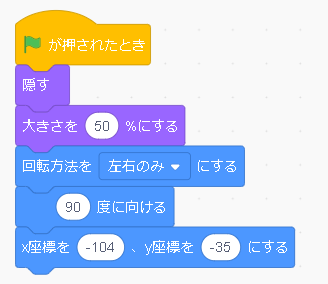 が押されたとき
隠す
大きさを 50 %にする
回転方法を 左右のみ にする
90 度に向ける
x座標を -104 、y座標を -35 にする